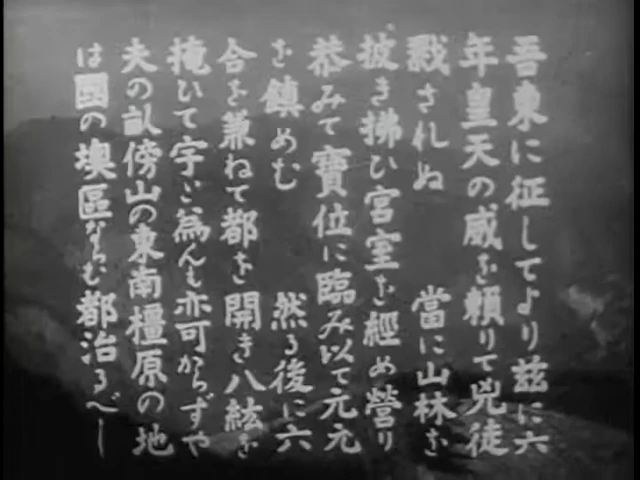 吾東に征してより茲に六
年皇天の威を頼りて兇徒
戮されぬ　當に山林を
披き拂ひ宮室を經め營り
恭みて寶位に臨み以て元元
を鎮めむ　然る後に六
合を兼ねて都を開き八紘を
掩いて宇と爲んも亦可からずや
夫の畝傍山の東南橿原の地
は國の墺區ならむ都治るべし